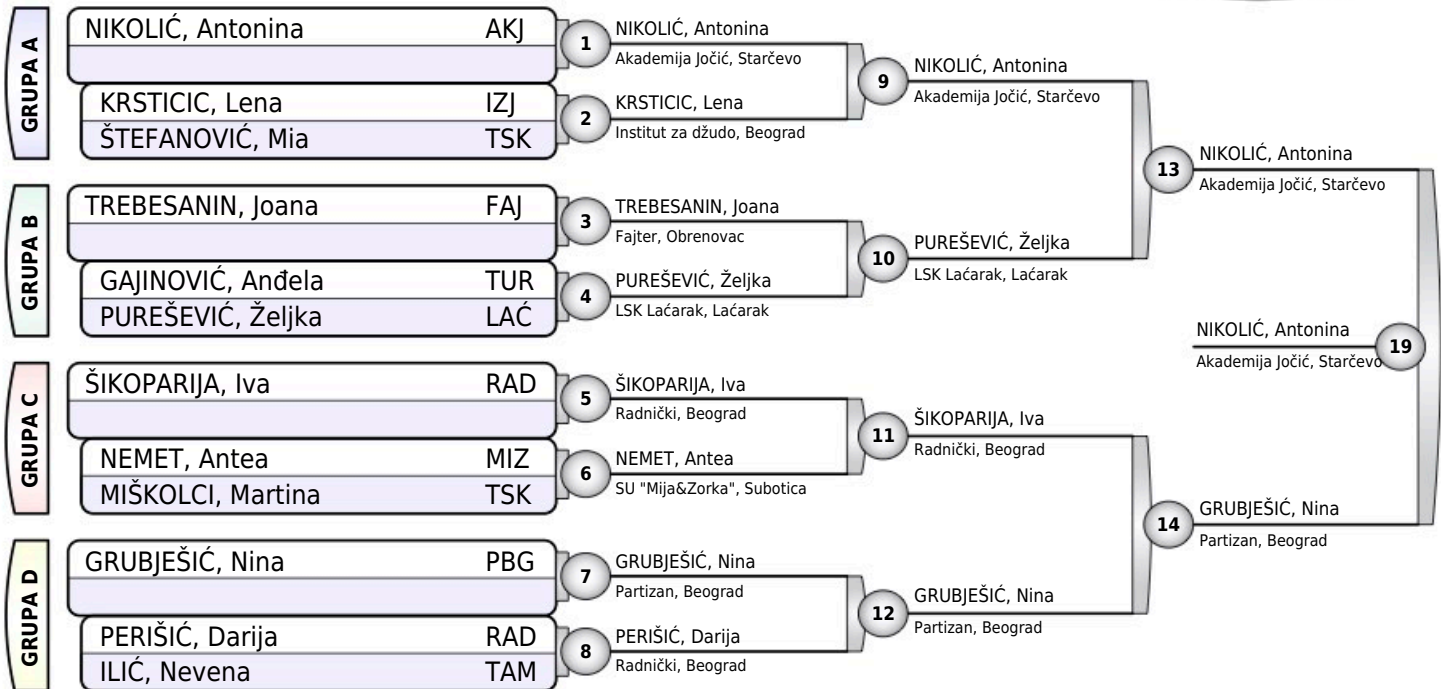 GRUPA A
NIKOLIĆ, Antonina AKJ
KRSTICIC, Lena IZJ
ŠTEFANOVIĆ, Mia TSK
1
NIKOLIĆ, Antonina
Akademija Jočić, Starčevo
2
KRSTICIC, Lena
Institut za džudo, Beograd
9
NIKOLIĆ, Antonina
Akademija Jočić, Starčevo
GRUPA B
TREBESANIN, Joana FAJ
GAJINOVIĆ, Anđela TUR
PUREŠEVIĆ, Željka LAĆ
3
TREBESANIN, Joana
Fajter, Obrenovac
4
PUREŠEVIĆ, Željka
LSK Laćarak, Laćarak
10
PUREŠEVIĆ, Željka
LSK Laćarak, Laćarak
13
NIKOLIĆ, Antonina
Akademija Jočić, Starčevo
GRUPA C
ŠIKOPARIJA, Iva RAD
NEMET, Antea MIZ
MIŠKOLCI, Martina TSK
5
ŠIKOPARIJA, Iva
Radnički, Beograd
6
NEMET, Antea
SU "Mija&Zorka", Subotica
11
ŠIKOPARIJA, Iva
Radnički, Beograd
GRUPA D
GRUBJEŠIĆ, Nina PBG
PERIŠIĆ, Darija RAD
ILIĆ, Nevena TAM
7
GRUBJEŠIĆ, Nina
Partizan, Beograd
8
PERIŠIĆ, Darija
Radnički, Beograd
12
GRUBJEŠIĆ, Nina
Partizan, Beograd
14
GRUBJEŠIĆ, Nina
Partizan, Beograd
NIKOLIĆ, Antonina
Akademija Jočić, Starčevo
19